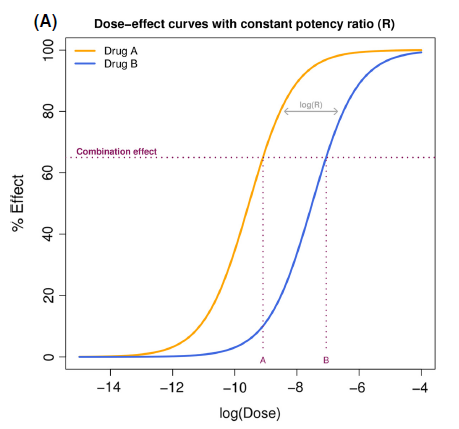 (A)
Dose−effect curves with constant potency ratio (R)
Drug A
Drug B
log(R)
Combination effect
% Effect
100
80
60
40
20
0
A
B
−14 −12 −10 −8 −6 −4
log(Dose)